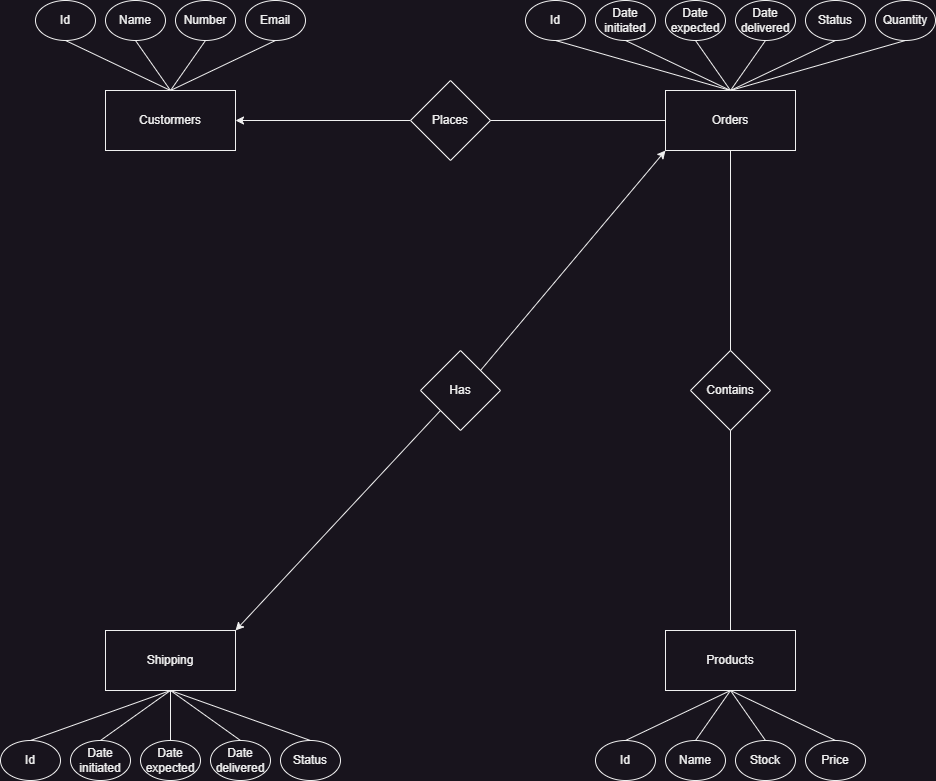 Id
Name
Number
Email
Id
Date
initiated
Date
expected
Date
delivered
Status
Quantity
Custormers
Places
Orders
Has
Contains
Shipping
Products
Id
Date
initiated
Date
expected
Date
delivered
Status
Id
Name
Stock
Price